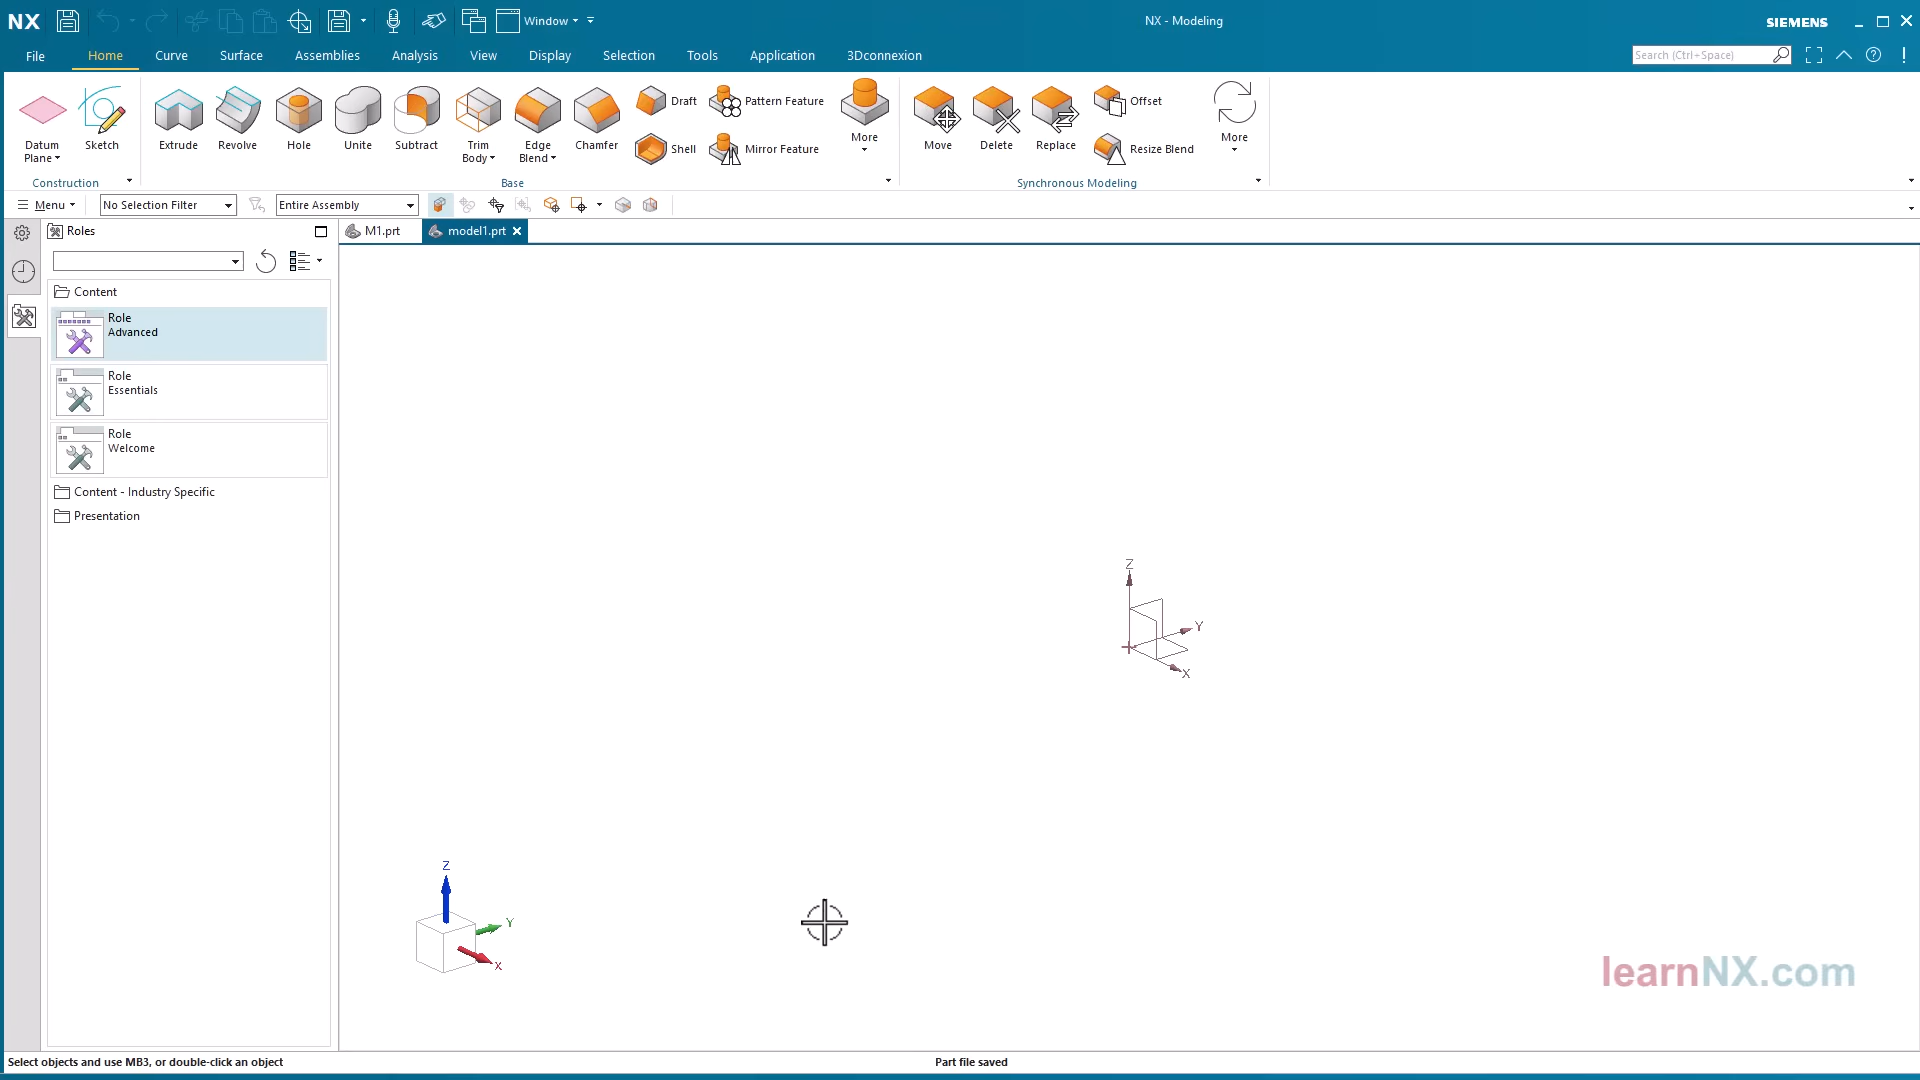 NX
Window
NX - Modeling
SIEMENS
File
Home
Curve
Surface
Assemblies
Analysis
View
Display
Selection
Tools
Application
3Dconnexion
Search (Ctrl+Space)
Datum
Plane
Sketch
Extrude
Revolve
Hole
Unite
Subtract
Trim
Body
Edge
Blend
Chamfer
Draft
Shell
Pattern Feature
Mirror Feature
More
Move
Delete
Replace
Offset
Resize Blend
More
Construction
Base
Synchronous Modeling
Menu
No Selection Filter
Entire Assembly
Roles
M1.prt
model1.prt
Content
Role
Advanced
Role
Essentials
Role
Welcome
Content - Industry Specific
Presentation
Z
Y
X
Z
Y
X
learnNX.com
Select objects and use MB3, or double-click an object
Part file saved